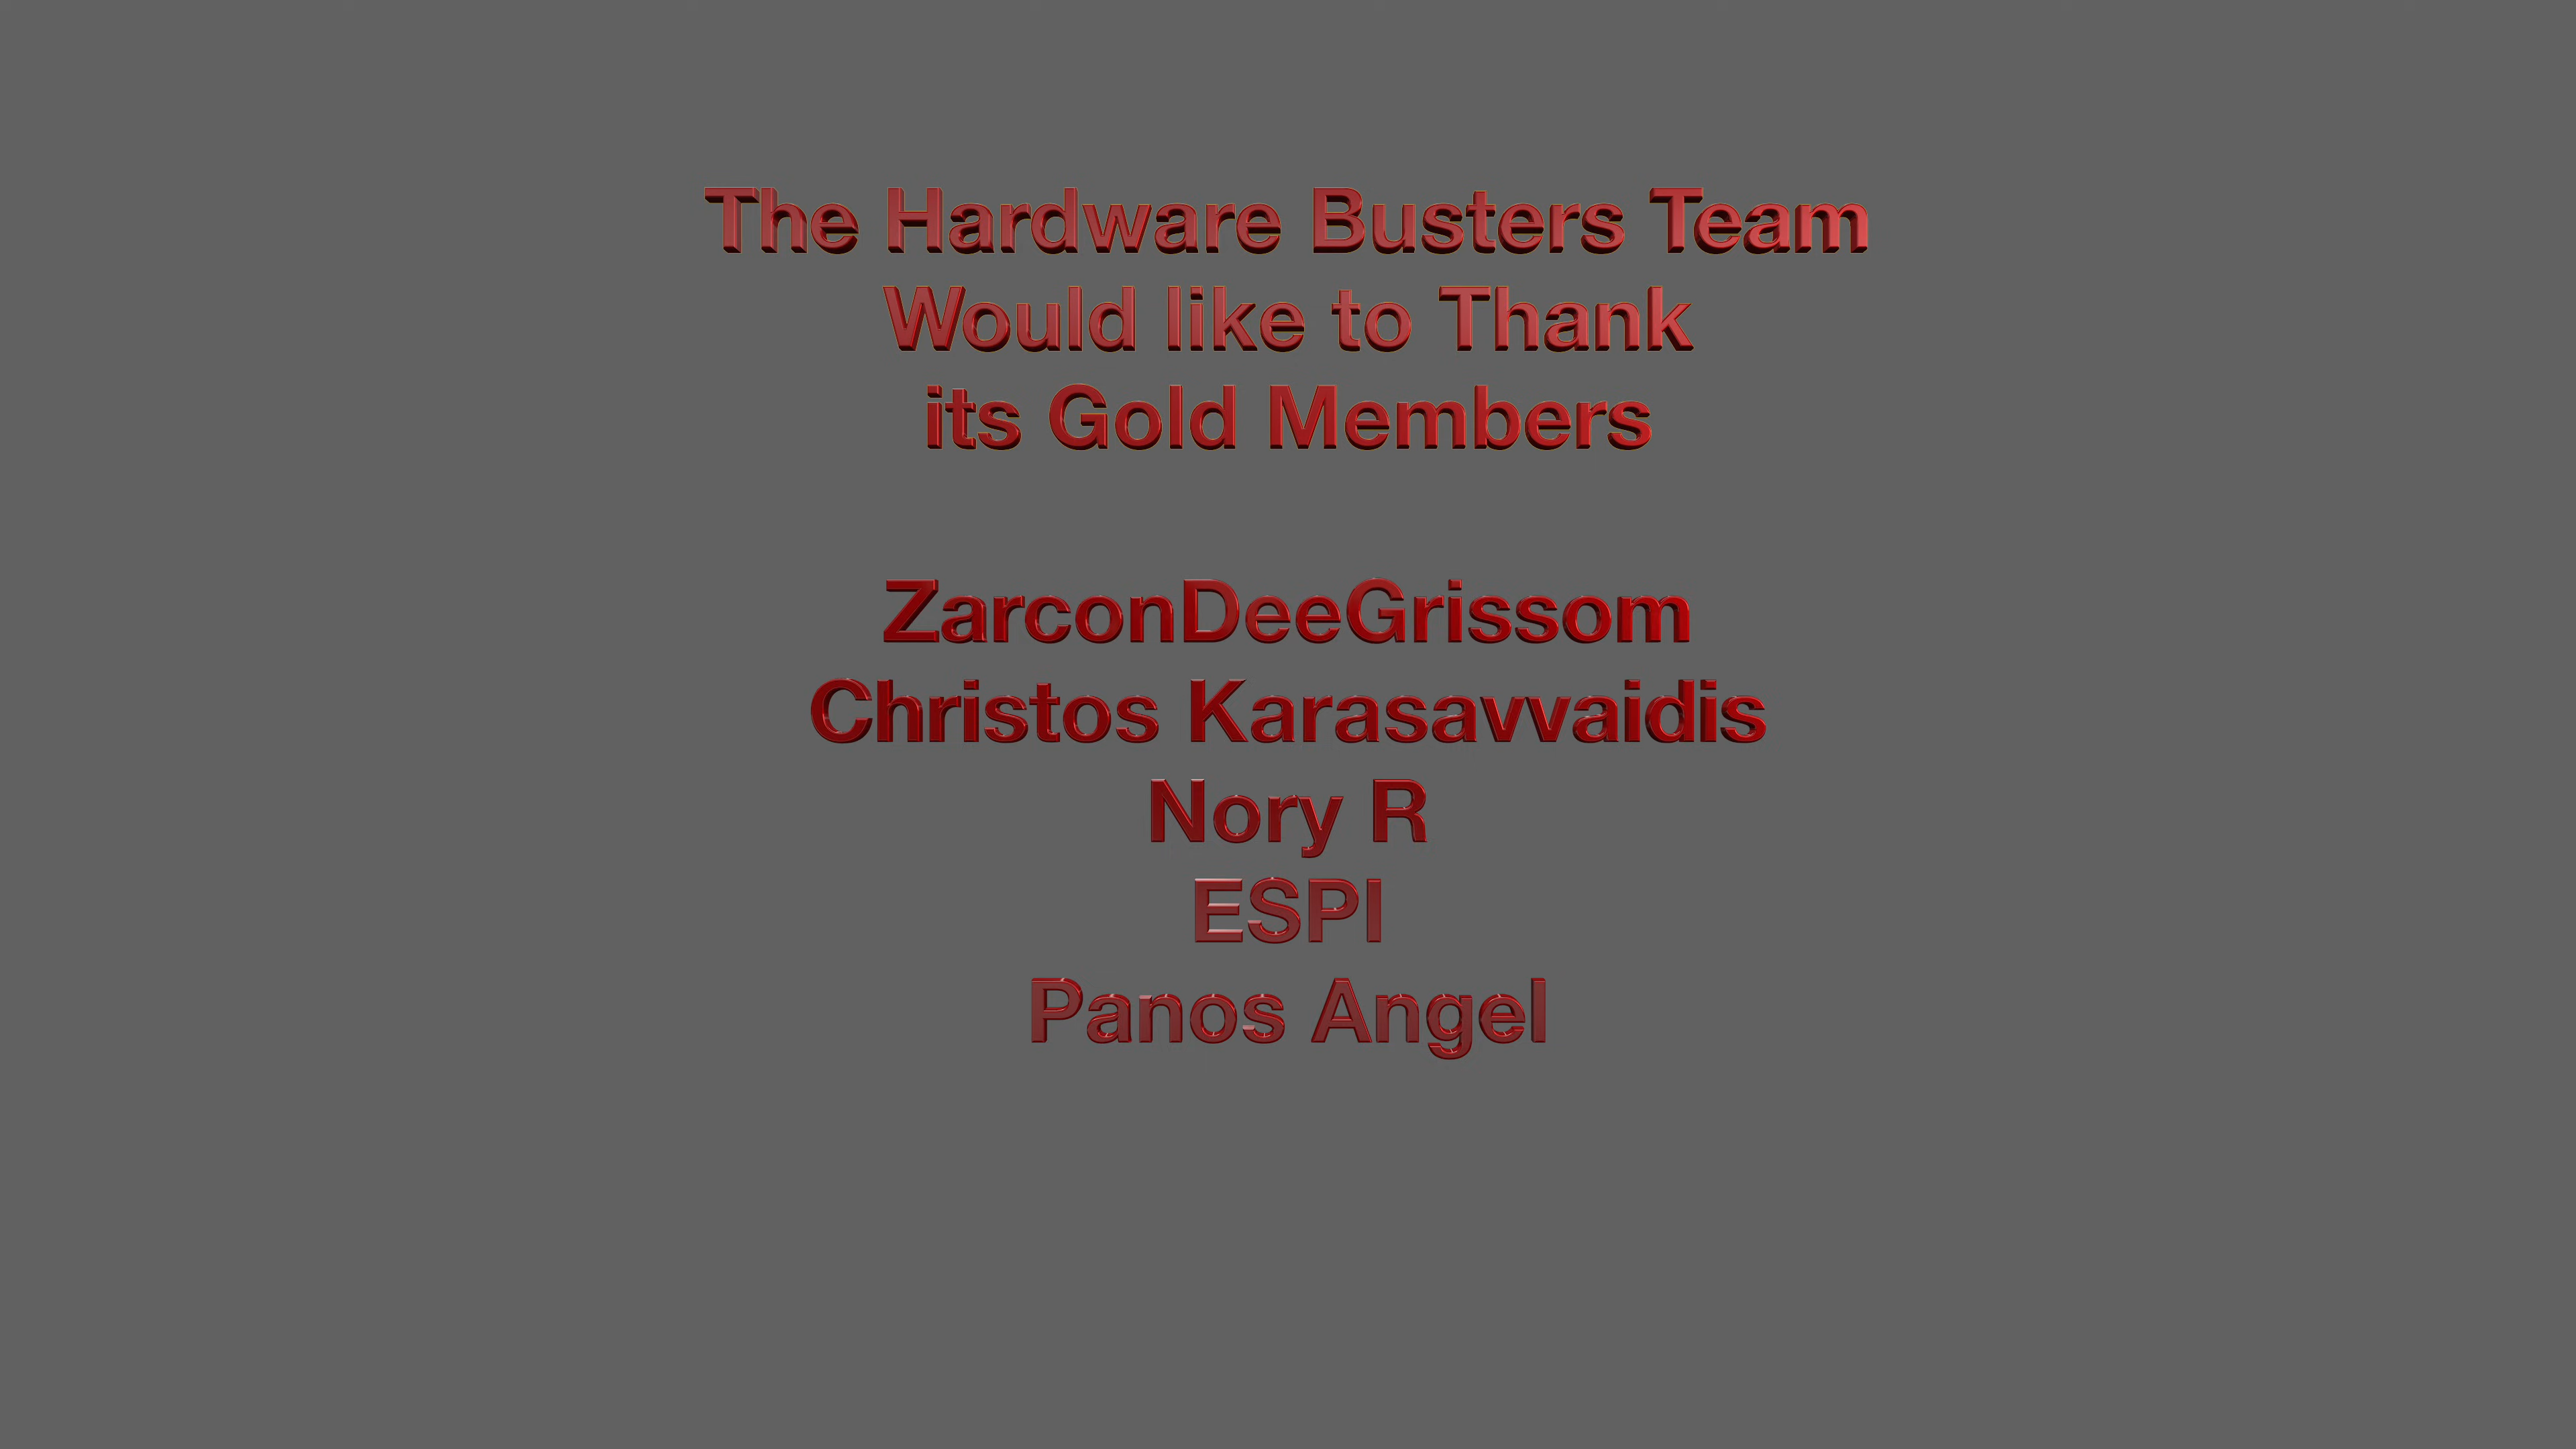 The Hardware Busters Team
Would like to Thank
its Gold Members
ZarconDeeGrissom
Christos Karasavvaidis
Nory R
ESPI
Panos Angel